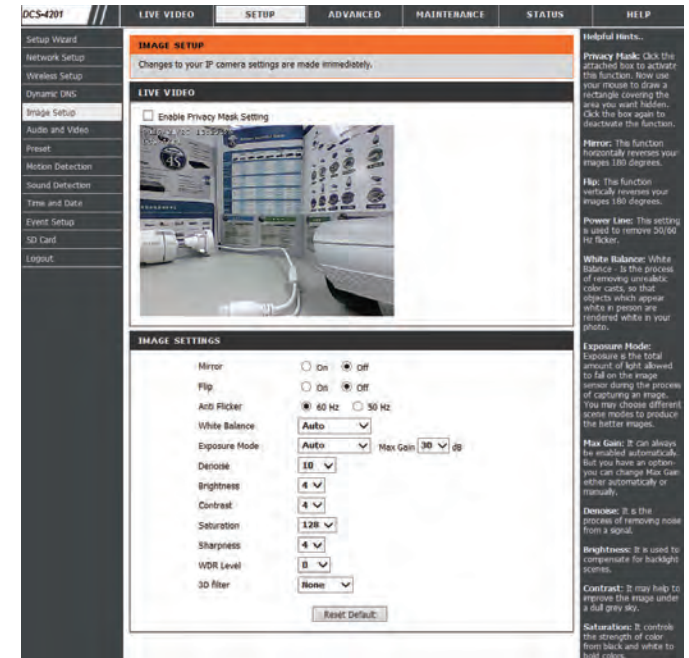 DCS-4201
LIVE VIDEO SETUP ADVANCED MAINTENANCE STATUS HELP
Setup Wizard
Network Setup
Wireless Setup
Dynamic DNS
Image Setup
Audio and Video
Preset
Motion Detection
Sound Detection
Time and Date
Event Setup
SD Card
Logout
IMAGE SETUP
Changes to your IP camera settings are made immediately.
LIVE VIDEO
Enable Privacy Mask Setting
IMAGE SETTINGS
Mirror On Off
Flip On Off
Anti Flicker 60 Hz 50 Hz
White Balance Auto
Exposure Mode Auto Max Gain 30 dB
Denoise 10
Brightness 4
Contrast 4
Saturation 128
Sharpness 4
WDR Level 0
3D filter None
Reset Default
Helpful Hints..
Privacy Mask: Click the
attached box to activate
this function. Now use
your mouse to draw a
rectangle covering the
area you want hidden.
Click the box again to
deactivate the function.
Mirror: This function
horizontally reverses your
images 180 degrees.
Flip: This function
vertically reverses your
images 180 degrees.
Power Line: This setting
is used to remove 50/60
Hz flicker.
White Balance: White
Balance - Is the process
of removing unrealistic
color casts, so that
objects which appear
white in person are
rendered white in your
photo.
Exposure Mode:
Exposure is the total
amount of light allowed
to fall on the image
sensor during the process
of capturing an image.
You may choose different
scene modes to produce
the better images.
Max Gain: It can always
be enabled automatically.
But you have an option-
you can change Max Gain
either automatically or
manually.
Denoise: It is the
process of removing noise
from a signal.
Brightness: It is used to
compensate for backlight
scenes.
Contrast: It may help to
improve the image under
a dull grey sky.
Saturation: It controls
the strength of color
from black and white to
bold colors.